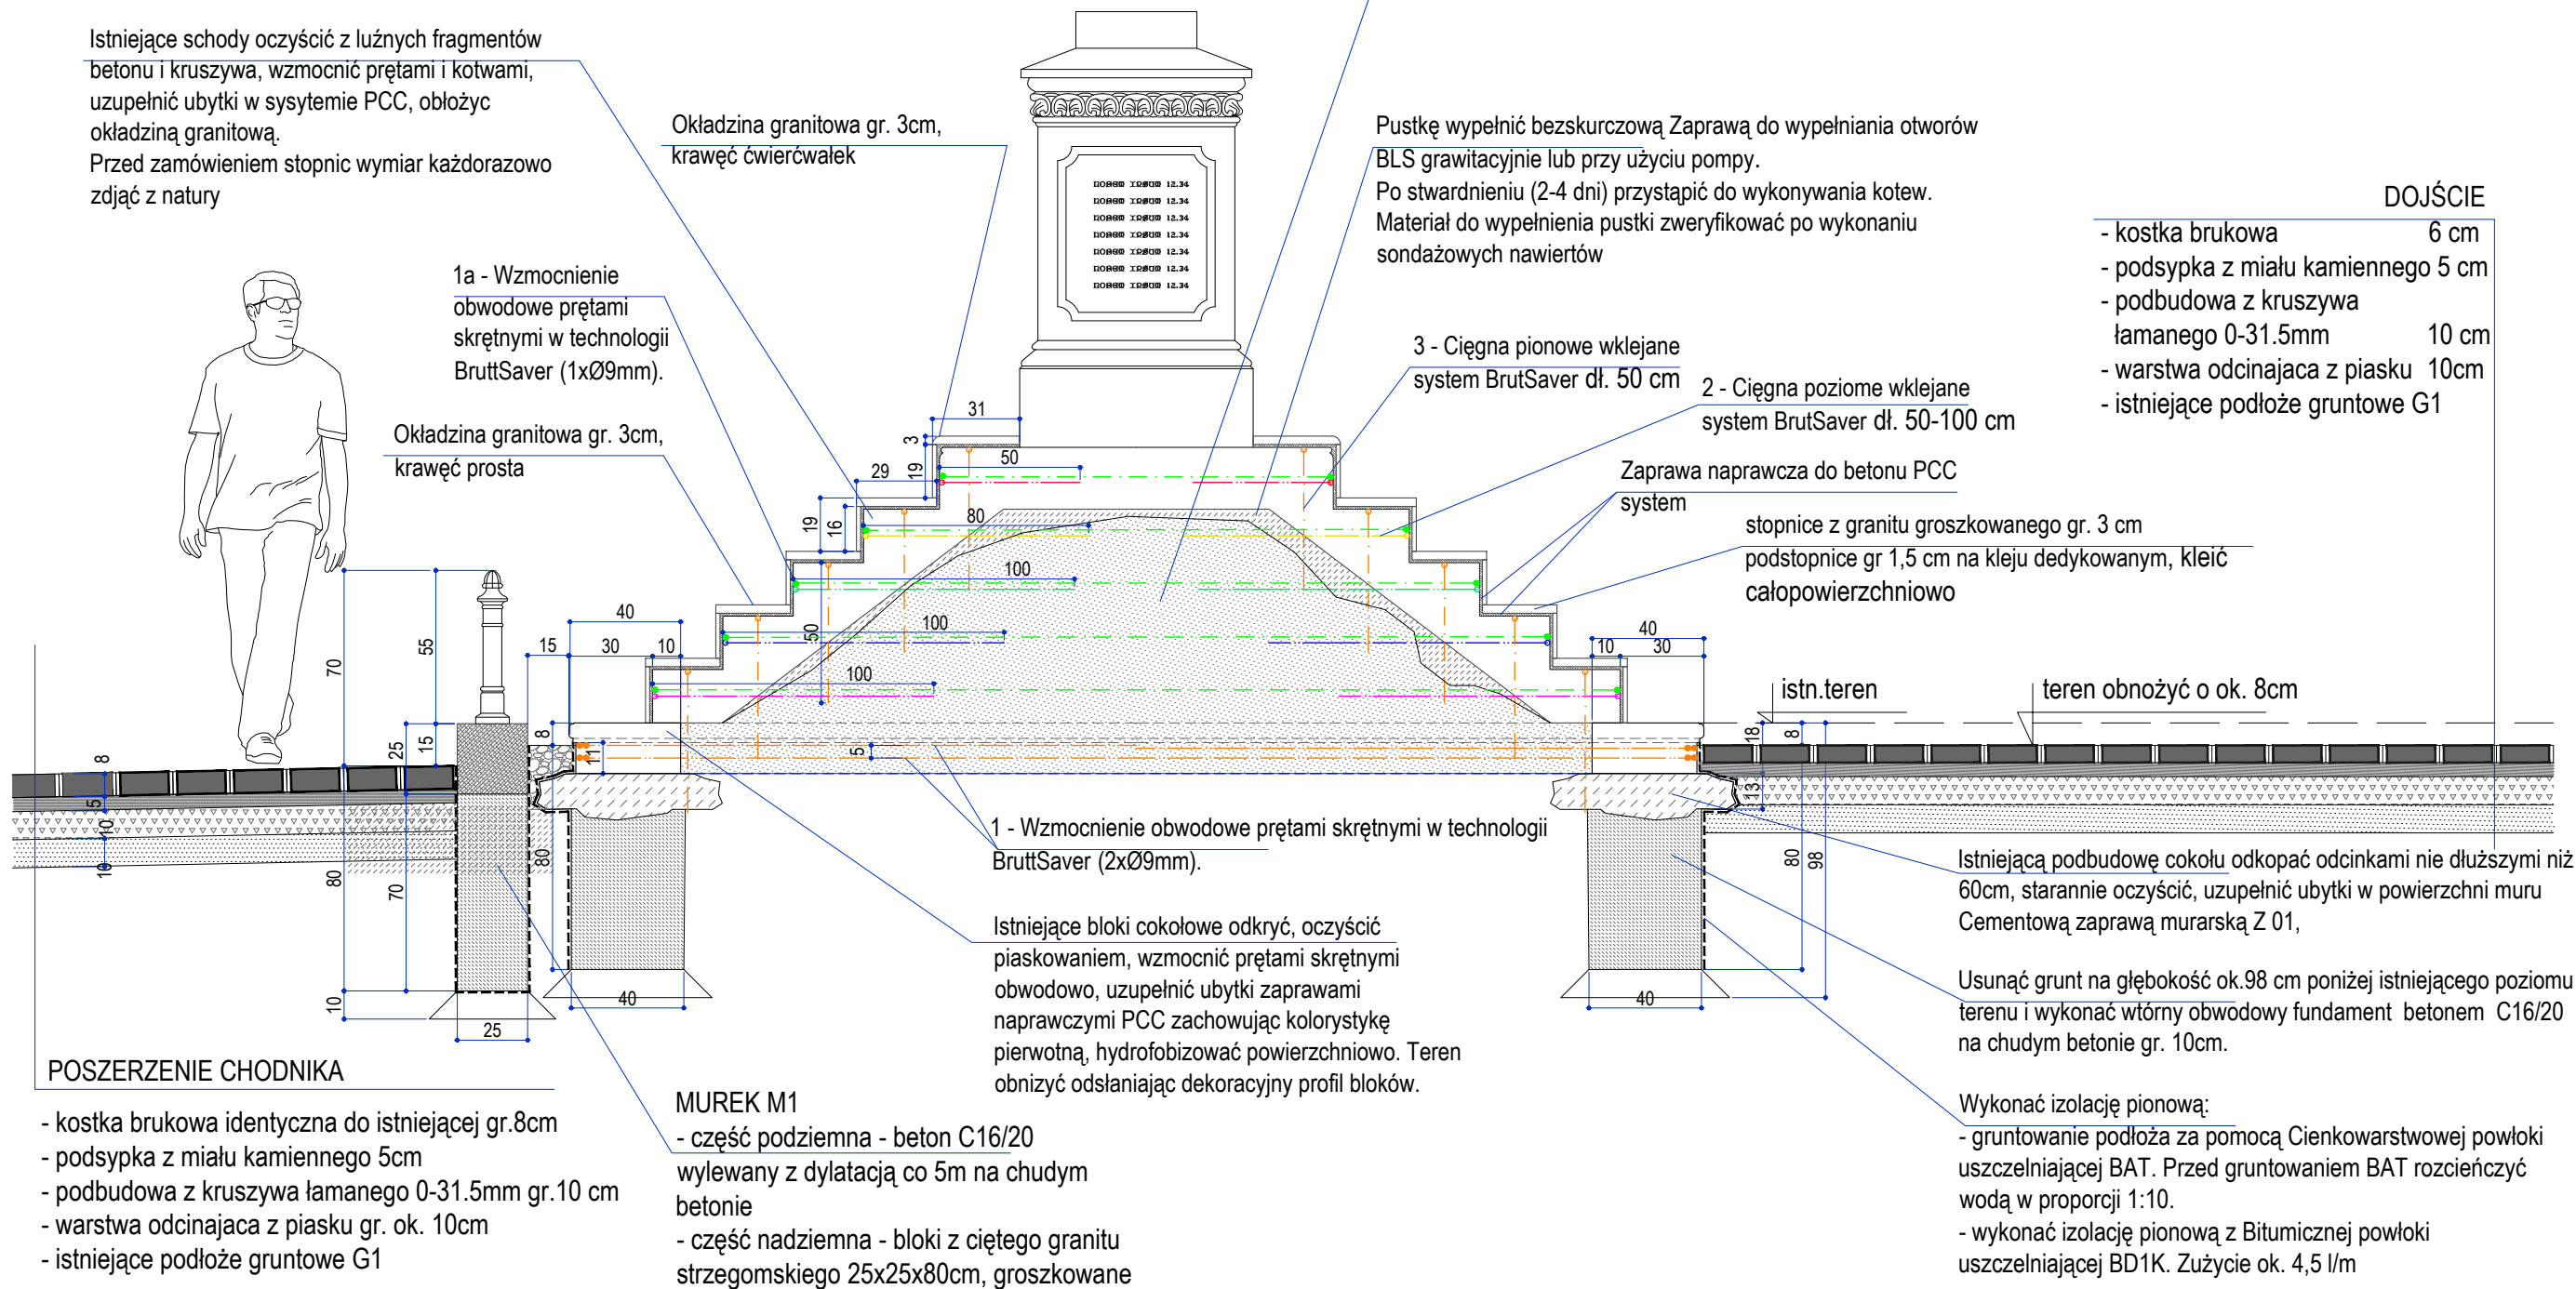 Istniejące schody oczyścić z luźnych fragmentów
betonu i kruszywa, wzmocnić prętami i kotwami,
uzupełnić ubytki w sysytemie PCC, obłożyc
okładziną granitową.
Przed zamówieniem stopnic wymiar każdorazowo
zdjąć z natury
Okładzina granitowa gr. 3cm,
krawęć ćwierćwałek
Pustkę wypełnić bezskurczową Zaprawą do wypełniania otworów
BLS grawitacyjnie lub przy użyciu pompy.
Po stwardnieniu (2-4 dni) przystąpić do wykonywania kotew.
Materiał do wypełnienia pustki zweryfikować po wykonaniu
sondażowych nawiertów
DOJŚCIE
- kostka brukowa 6 cm
- podsypka z miału kamiennego 5 cm
- podbudowa z kruszywa
łamanego 0-31.5mm 10 cm
- warstwa odcinajaca z piasku 10cm
- istniejące podłoże gruntowe G1
1a - Wzmocnienie
obwodowe prętami
skrętnymi w technologii
BruttSaver (1xØ9mm).
Okładzina granitowa gr. 3cm,
krawęć prosta
3 - Cięgna pionowe wklejane
system BrutSaver dł. 50 cm
2 - Cięgna poziome wklejane
system BrutSaver dł. 50-100 cm
Zaprawa naprawcza do betonu PCC
system
stopnice z granitu groszkowanego gr. 3 cm
podstopnice gr 1,5 cm na kleju dedykowanym, kleić
całopowierzchniowo
31
3
19
50
29
19
16
80
100
50
100
100
40
30
10
15
55
70
25
15
8
5
10
10
80
70
10
25
8
11
5
80
40
40
10
30
istn.teren
teren obnożyć o ok. 8cm
18
8
13
80
98
40
1 - Wzmocnienie obwodowe prętami skrętnymi w technologii
BruttSaver (2xØ9mm).
Istniejące bloki cokołowe odkryć, oczyścić
piaskowaniem, wzmocnić prętami skrętnymi
obwodowo, uzupełnić ubytki zaprawami
naprawczymi PCC zachowując kolorystykę
pierwotną, hydrofobizować powierzchniowo. Teren
obnizyć odsłaniając dekoracyjny profil bloków.
Istniejącą podbudowę cokołu odkopać odcinkami nie dłuższymi niż
60cm, starannie oczyścić, uzupełnić ubytki w powierzchni muru
Cementową zaprawą murarską Z 01,
Usunąć grunt na głębokość ok.98 cm poniżej istniejącego poziomu
terenu i wykonać wtórny obwodowy fundament betonem C16/20
na chudym betonie gr. 10cm.
Wykonać izolację pionową:
- gruntowanie podłoża za pomocą Cienkowarstwowej powłoki
uszczelniającej BAT. Przed gruntowaniem BAT rozcieńczyć
wodą w proporcji 1:10.
- wykonać izolację pionową z Bitumicznej powłoki
uszczelniającej BD1K. Zużycie ok. 4,5 l/m
POSZERZENIE CHODNIKA
- kostka brukowa identyczna do istniejącej gr.8cm
- podsypka z miału kamiennego 5cm
- podbudowa z kruszywa łamanego 0-31.5mm gr.10 cm
- warstwa odcinajaca z piasku gr. ok. 10cm
- istniejące podłoże gruntowe G1
MUREK M1
- część podziemna - beton C16/20
wylewany z dylatacją co 5m na chudym
betonie
- część nadziemna - bloki z ciętego granitu
strzegomskiego 25x25x80cm, groszkowane